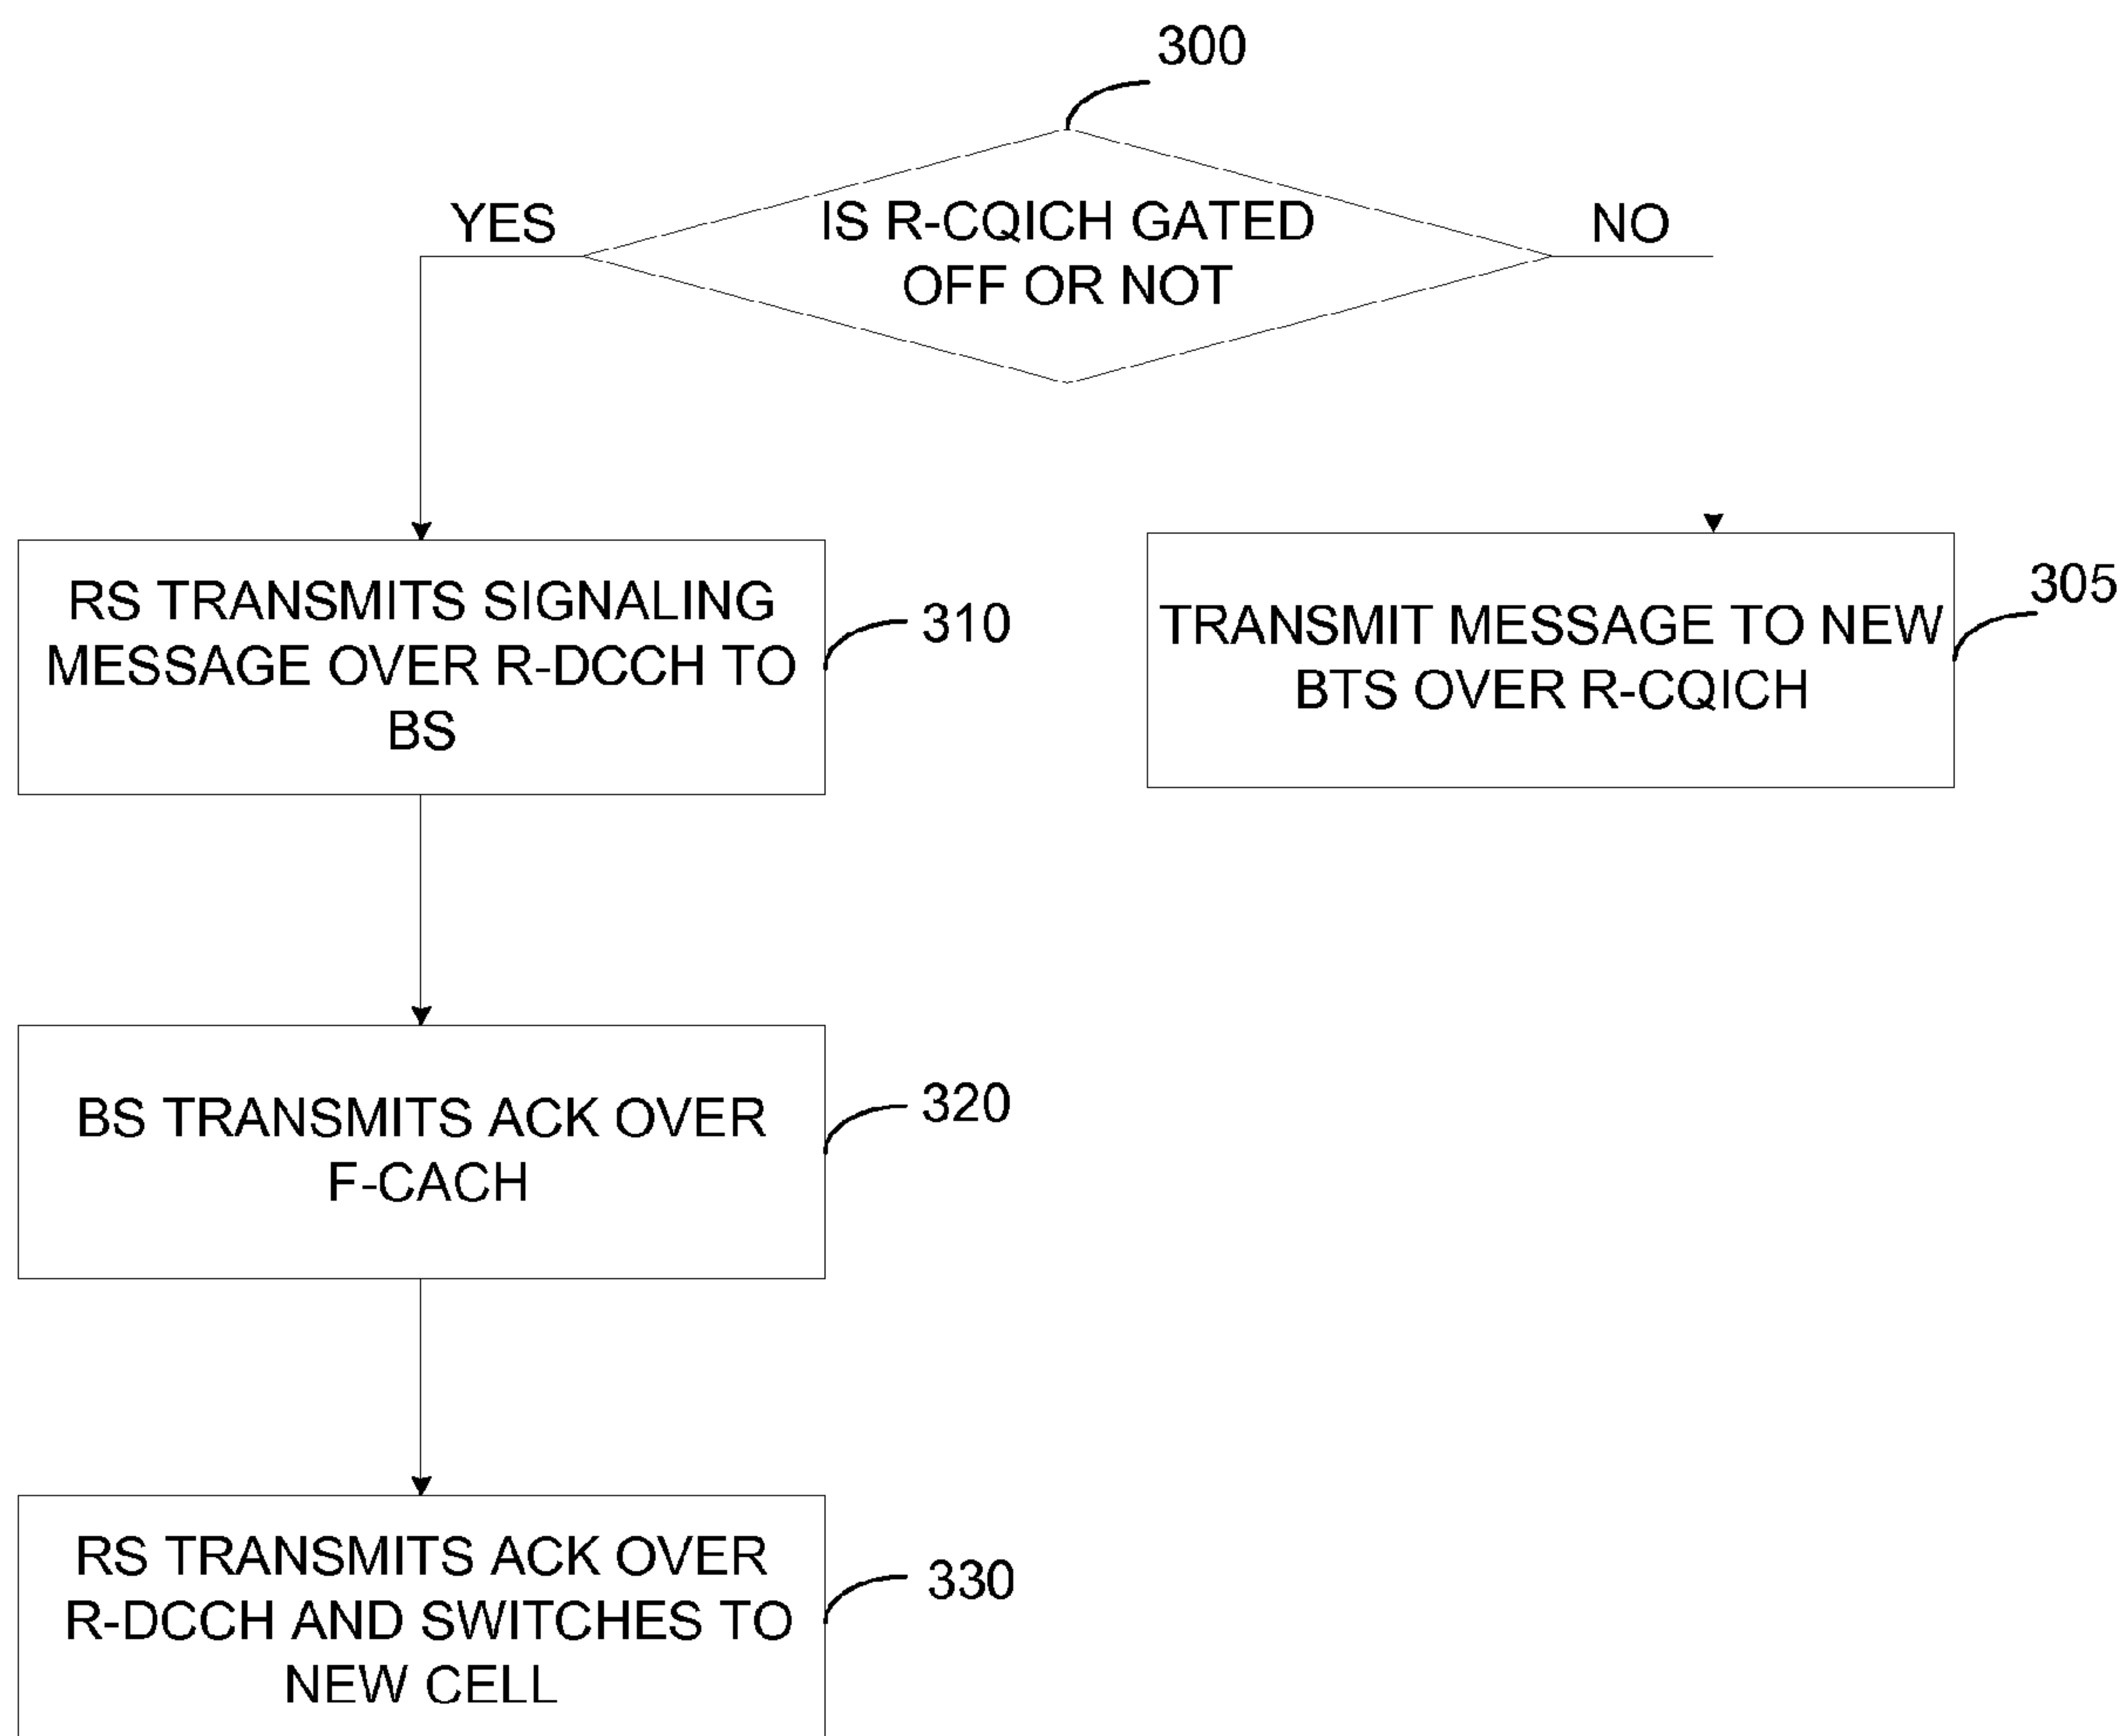 300
YES
IS R-CQICH GATED
OFF OR NOT
NO
RS TRANSMITS SIGNALING
MESSAGE OVER R-DCCH TO
BS
310
TRANSMIT MESSAGE TO NEW
BTS OVER R-CQICH
305
BS TRANSMITS ACK OVER
F-CACH
320
RS TRANSMITS ACK OVER
R-DCCH AND SWITCHES TO
NEW CELL
330